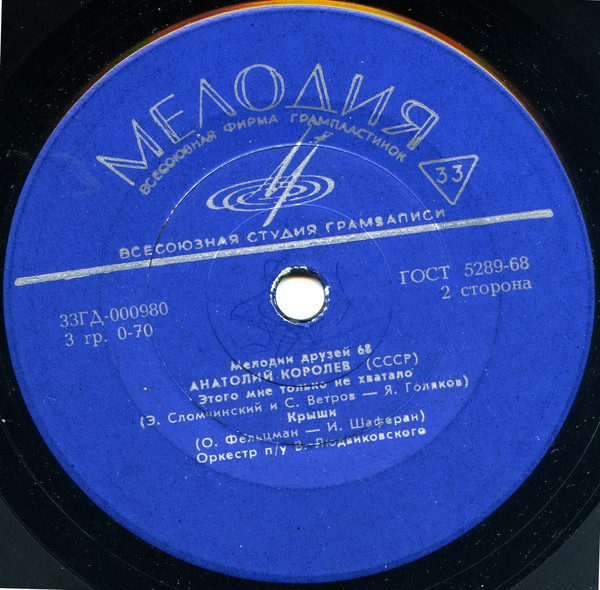 МЕЛОДИЯ
ВСЕСОЮЗНАЯ ФИРМА ГРАМПЛАСТИНОК
33
ВСЕСОЮЗНАЯ СТУДИЯ ГРАМЗАПИСИ
33ГД-000980
3 гр. 0-70
ГОСТ 5289-68
2 сторона
Мелодии друзей 68
АНАТОЛИЙ КОРОЛЕВ (СССР)
Этого мне только не хватало
(Э. Сломчинский и С. Ветров — Я. Голяков)
Крыши
(О. Фельцман — И. Шаферан)
Оркестр п/у В. Людвиковского